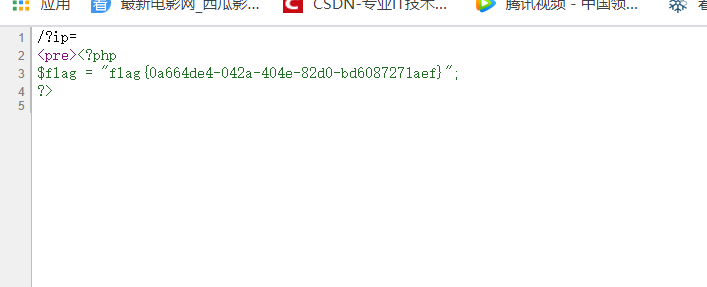 应用
看 最新电影网_西瓜影...
C CSDN-专业IT技术...
腾讯视频 - 中国领...
1 /?ip=
2 <pre><?php
3 $flag = "flag{0a664de4-042a-404e-82d0-bd6087271aef}";
4 ?>
5